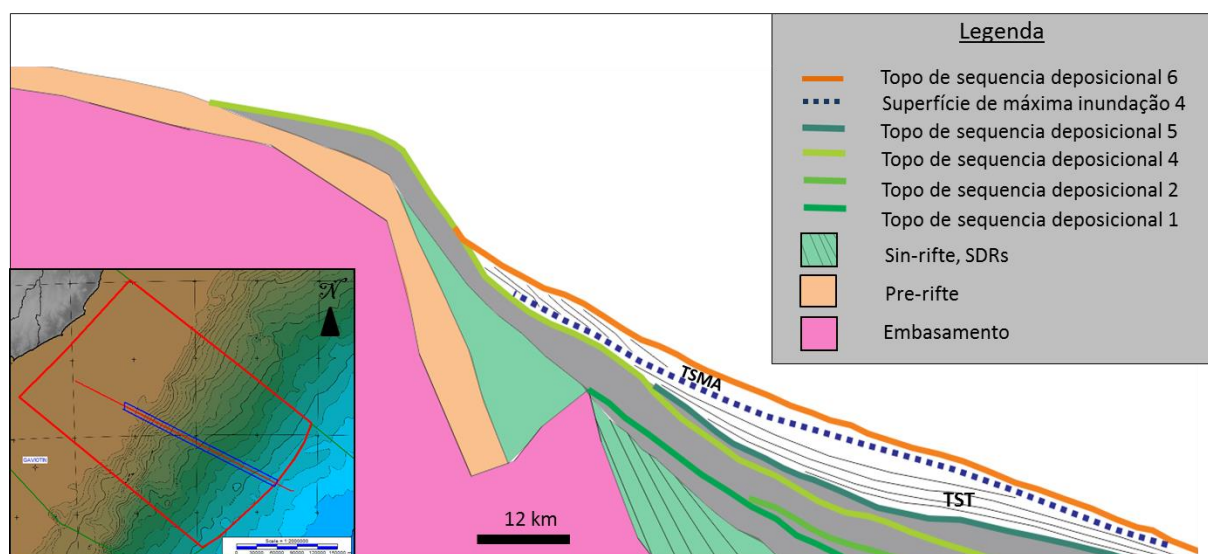 Legenda
Topo de sequencia deposicional 6
Superfície de máxima inundação 4
Topo de sequencia deposicional 5
Topo de sequencia deposicional 4
Topo de sequencia deposicional 2
Topo de sequencia deposicional 1
Sin-rifte, SDRs
Pre-rifte
Embasamento
TSMA
TST
12 km
N
GAVIOTIN